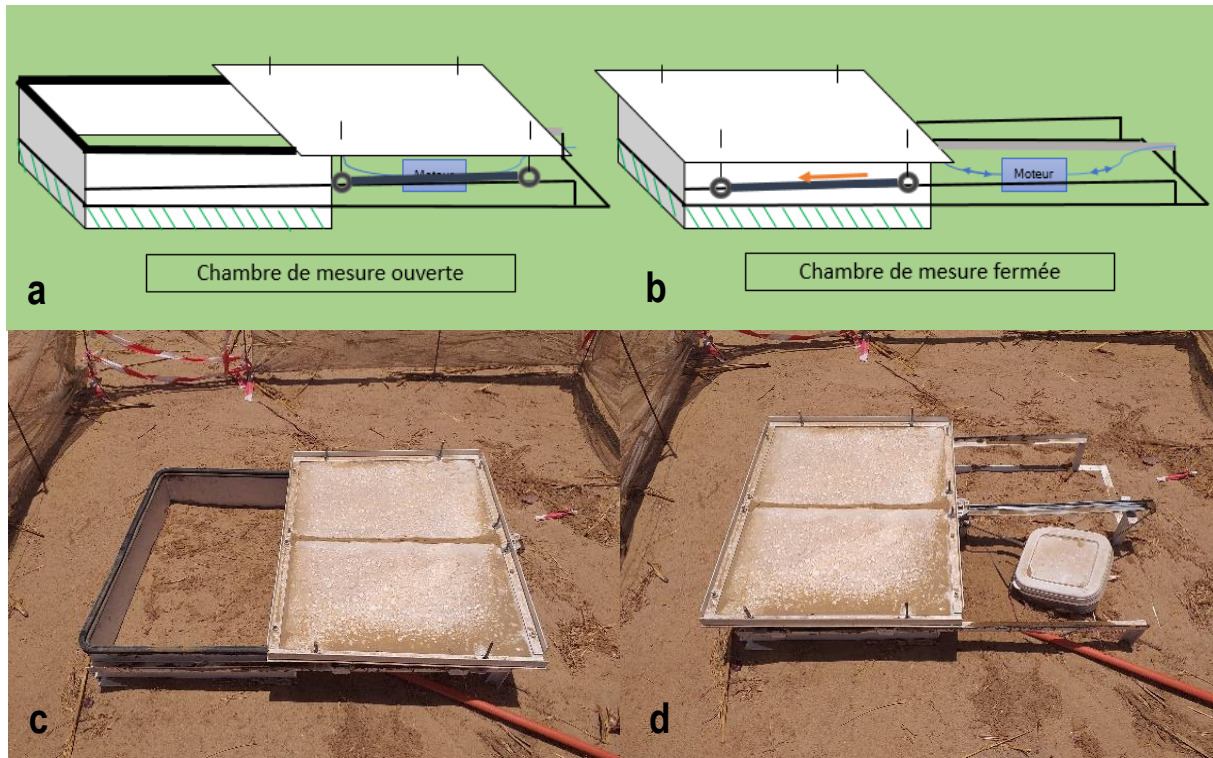 Moteur
Moteur
Chambre de mesure ouverte
Chambre de mesure fermée
a
b
c
d